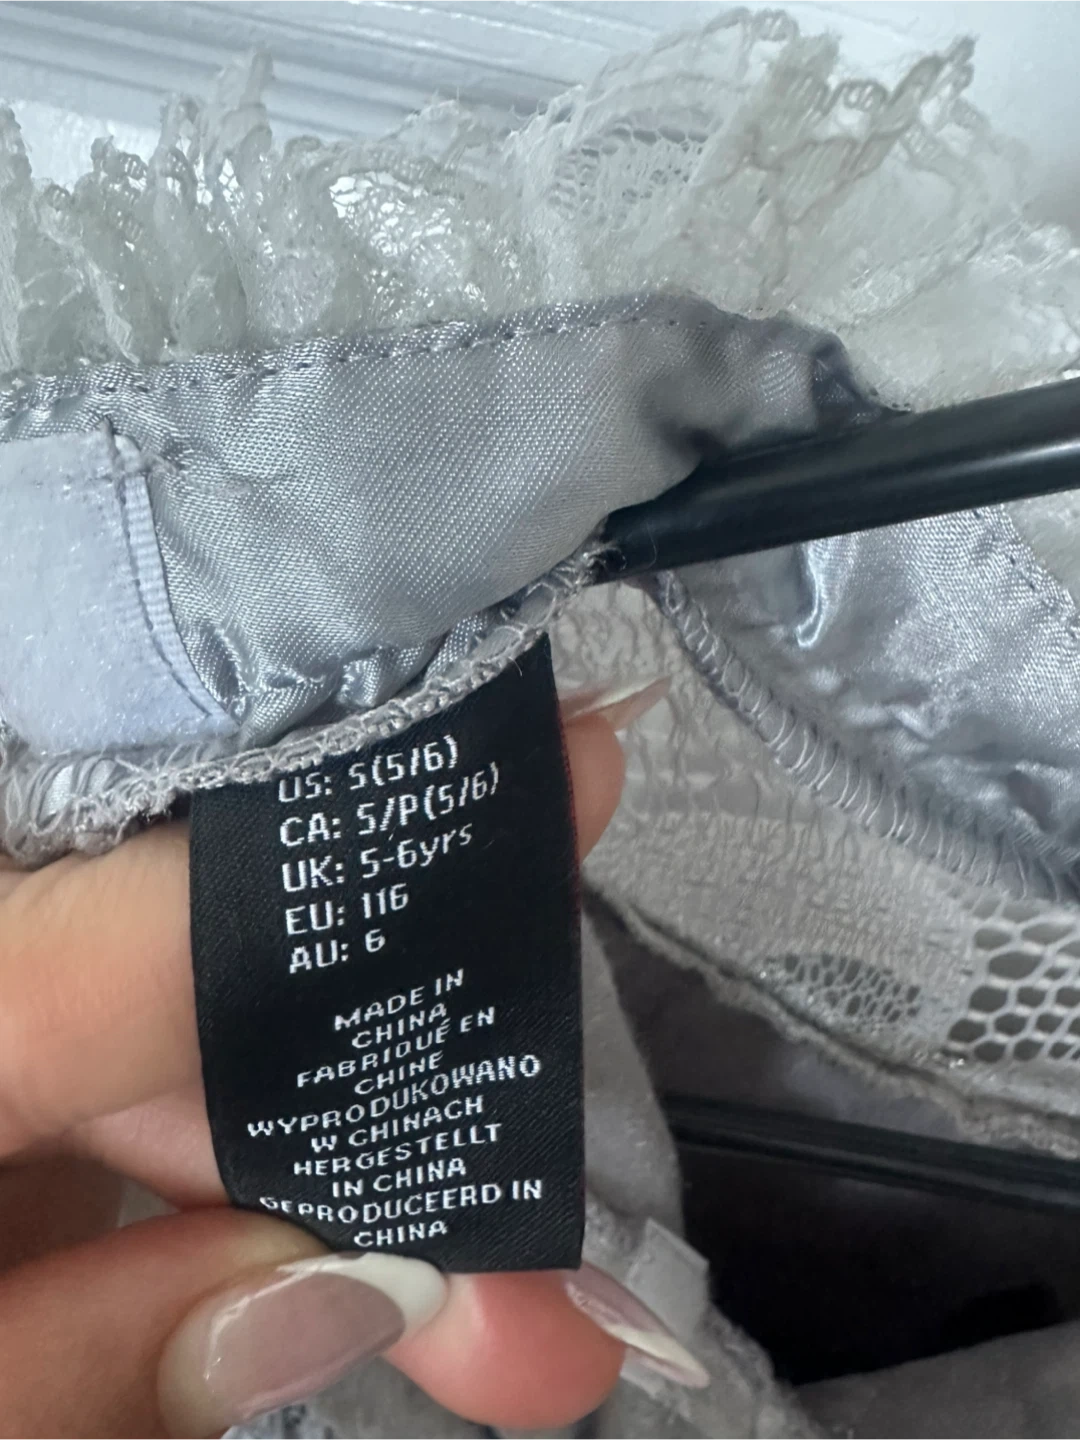 US: S(5/6)
CA: S/P(5/6)
UK: 5-6yrs
EU: 116
AU: 6
MADE IN
CHINA
FABRIQUÉ EN
CHINE
WYPRODUKOWANO
W CHINACH
HERGESTELLT
IN CHINA
GEPRODUCEERD IN
CHINA